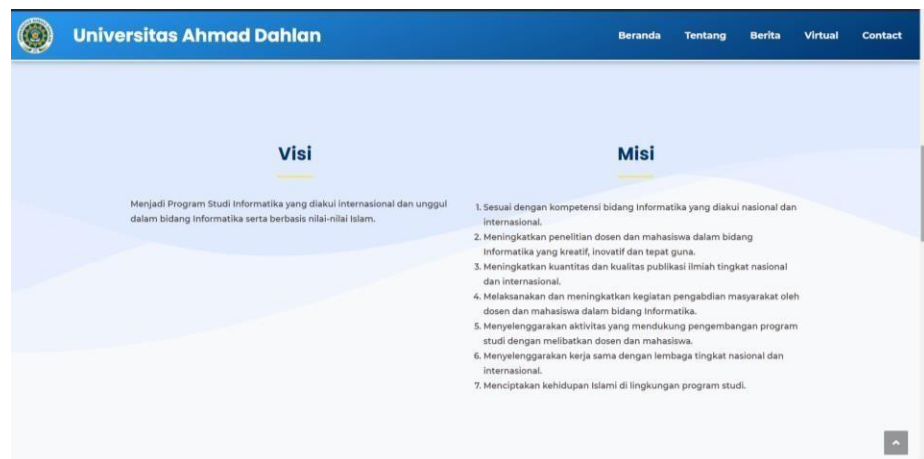 Universitas Ahmad Dahlan
Beranda Tentang Berita Virtual Contact
Visi
Menjadi Program Studi Informatika yang diakui internasional dan unggul
dalam bidang Informatika serta berbasis nilai-nilai Islam.
Misi
1. Sesuai dengan kompetensi bidang Informatika yang diakui nasional dan
internasional.
2. Meningkatkan penelitian dosen dan mahasiswa dalam bidang
Informatika yang kreatif, inovatif dan tepat guna.
3. Meningkatkan kuantitas dan kualitas publikasi ilmiah tingkat nasional
dan internasional.
4. Melaksanakan dan meningkatkan kegiatan pengabdian masyarakat oleh
dosen dan mahasiswa dalam bidang Informatika.
5. Menyelenggarakan aktivitas yang mendukung pengembangan program
studi dengan melibatkan dosen dan mahasiswa.
6. Menyelenggarakan kerja sama dengan lembaga tingkat nasional dan
internasional.
7. Menciptakan kehidupan Islami di lingkungan program studi.